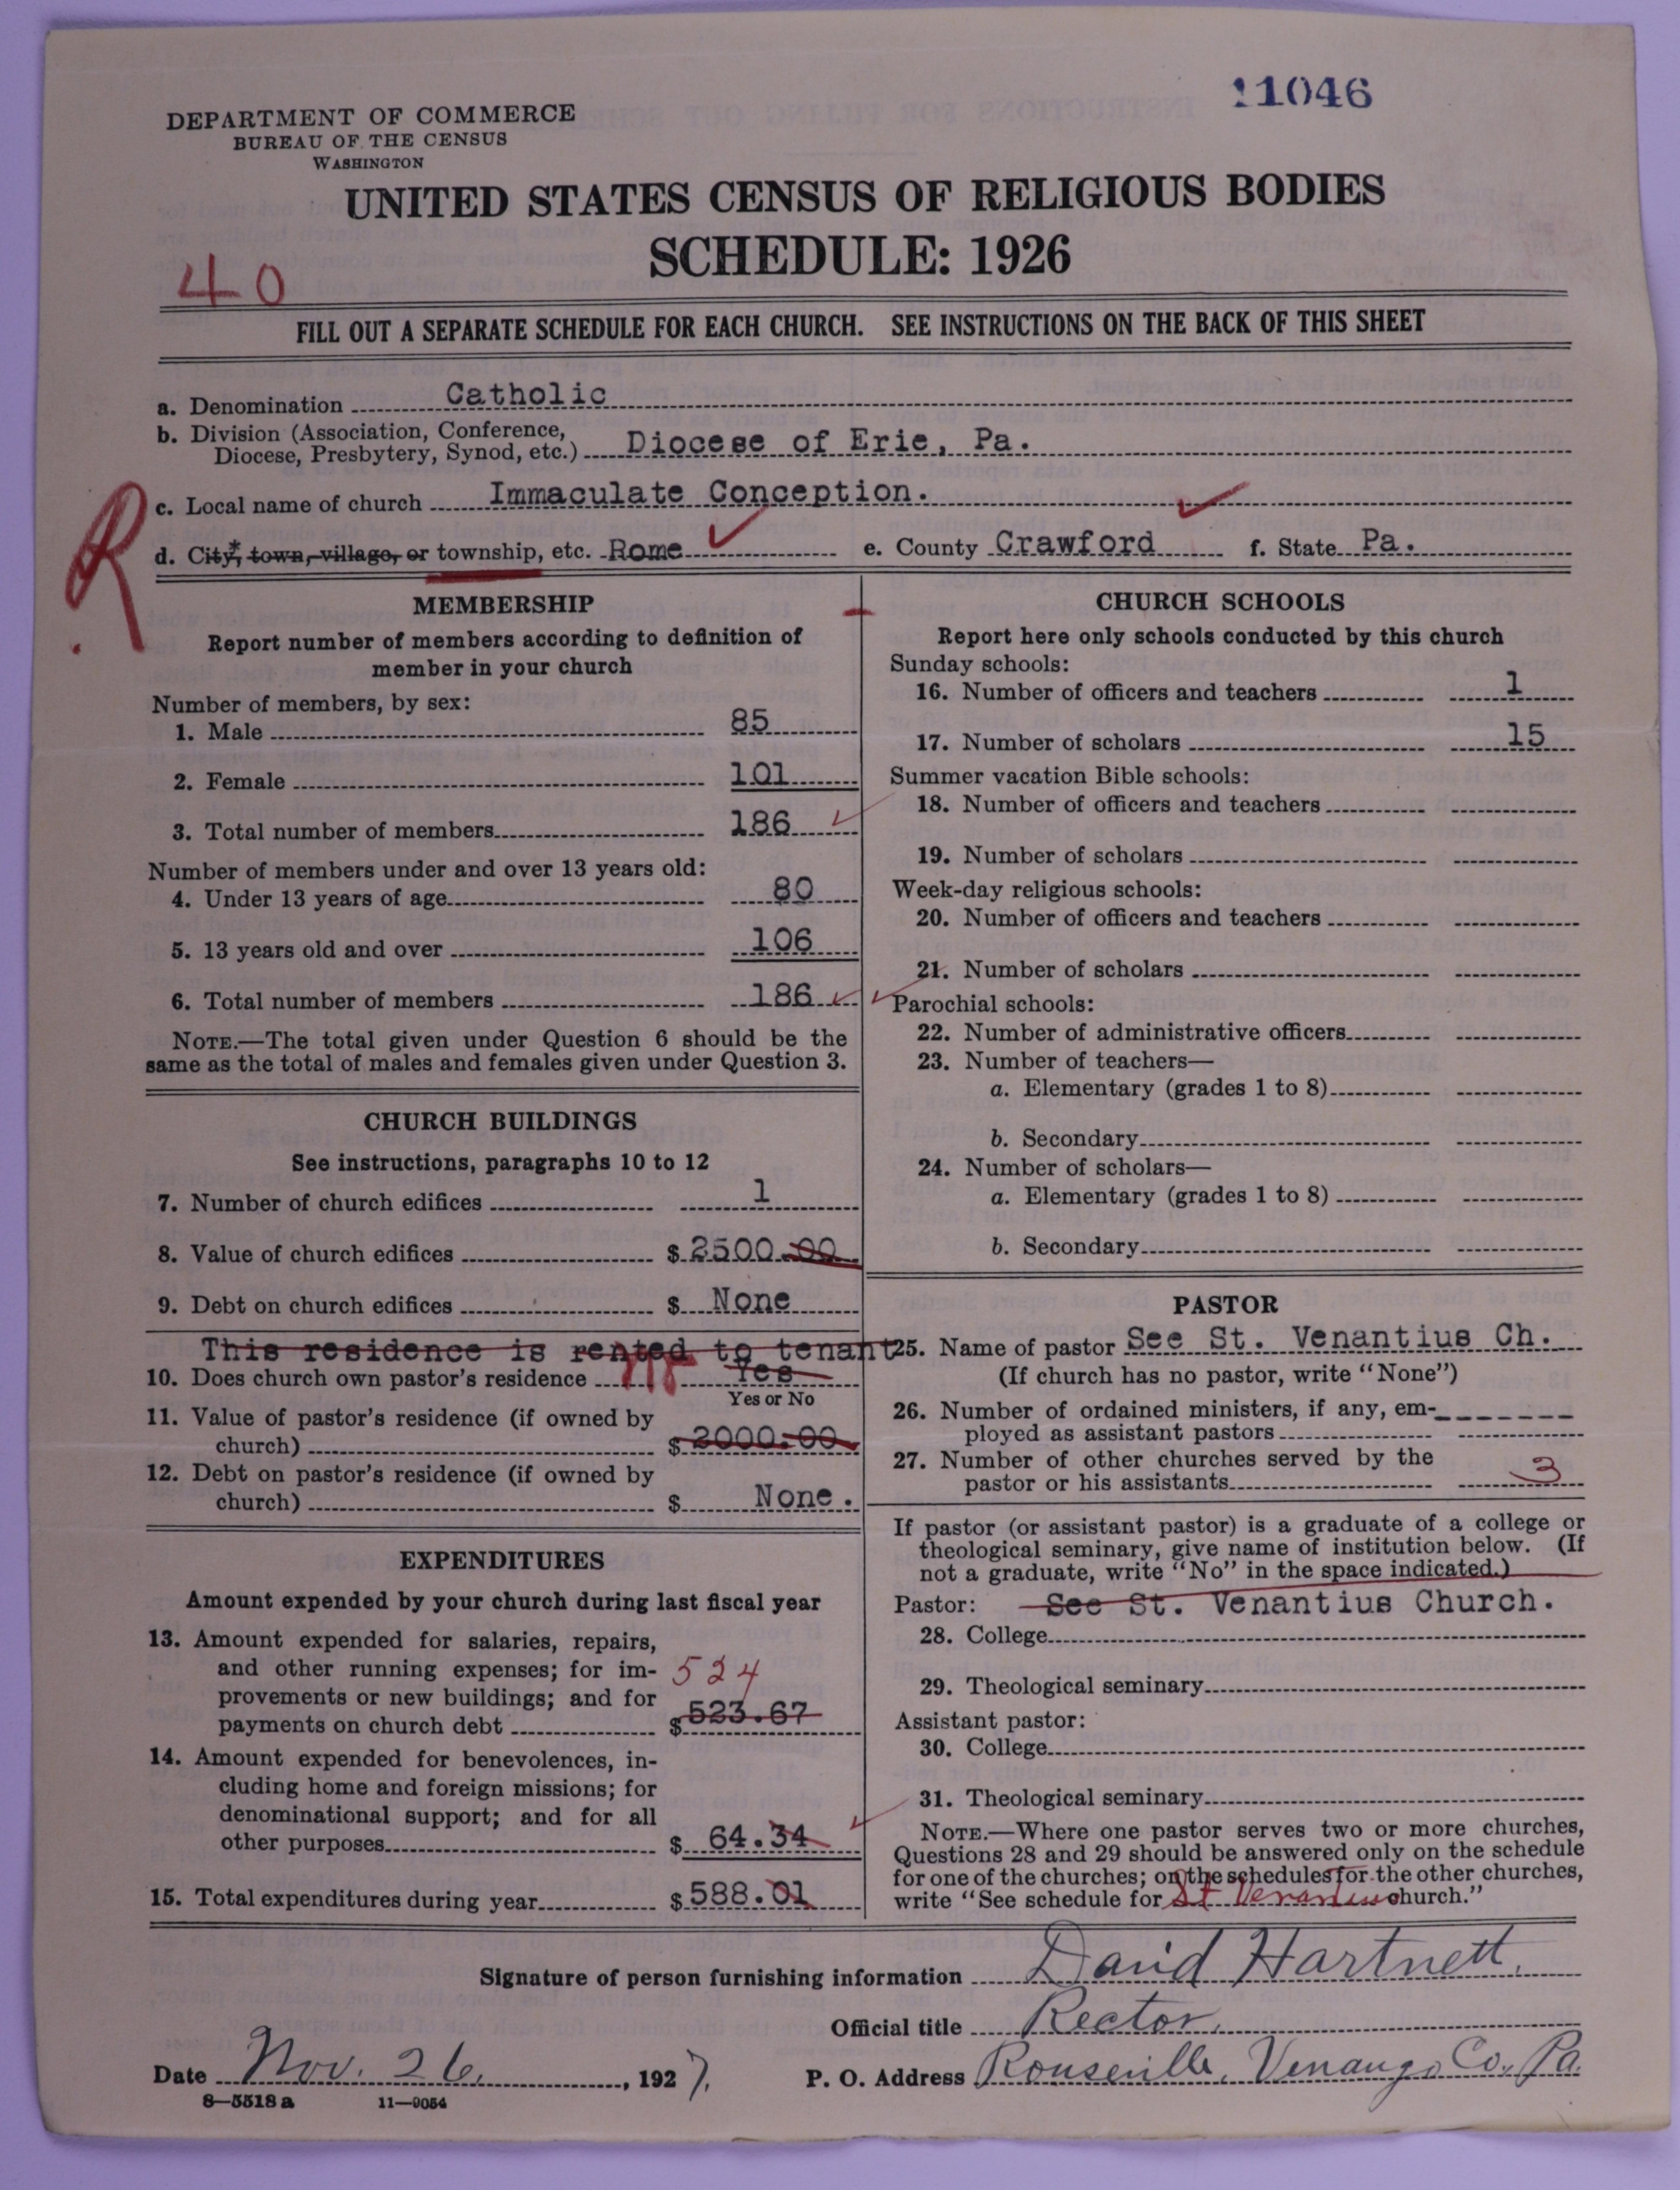 11046
DEPARTMENT OF COMMERCE
BUREAU OF THE CENSUS
WASHINGTON
UNITED STATES CENSUS OF RELIGIOUS BODIES
SCHEDULE: 1926
40
FILL OUT A SEPARATE SCHEDULE FOR EACH CHURCH. SEE INSTRUCTIONS ON THE BACK OF THIS SHEET
a. Denomination Catholic
b. Division (Association, Conference,
Diocese, Presbytery, Synod, etc.) Diocese of Erie, Pa.
c. Local name of church Immaculate Conception.
R
d. City,* town, village, or township, etc. Rome e. County Crawford f. State Pa.
MEMBERSHIP
Report number of members according to definition of
member in your church
Number of members, by sex:
1. Male 85
2. Female 101
3. Total number of members 186
Number of members under and over 13 years old:
4. Under 13 years of age 80
5. 13 years old and over 106
6. Total number of members 186
NOTE.—The total given under Question 6 should be the
same as the total of males and females given under Question 3.
CHURCH BUILDINGS
See instructions, paragraphs 10 to 12
7. Number of church edifices 1
8. Value of church edifices $ 2500.00
9. Debt on church edifices $ None
This residence is rented to tenant
10. Does church own pastor's residence Yes
Yes or No
11. Value of pastor's residence (if owned by
church) $ 2000.00
12. Debt on pastor's residence (if owned by
church) $ None.
EXPENDITURES
Amount expended by your church during last fiscal year
13. Amount expended for salaries, repairs,
and other running expenses; for im- 524
provements or new buildings; and for
payments on church debt $ 523.67
14. Amount expended for benevolences, in-
cluding home and foreign missions; for
denominational support; and for all
other purposes $ 64.34
15. Total expenditures during year $ 588.01
CHURCH SCHOOLS
Report here only schools conducted by this church
Sunday schools:
16. Number of officers and teachers 1
17. Number of scholars 15
Summer vacation Bible schools:
18. Number of officers and teachers
19. Number of scholars
Week-day religious schools:
20. Number of officers and teachers
21. Number of scholars
Parochial schools:
22. Number of administrative officers
23. Number of teachers—
a. Elementary (grades 1 to 8)
b. Secondary
24. Number of scholars—
a. Elementary (grades 1 to 8)
b. Secondary
PASTOR
25. Name of pastor See St. Venantius Ch.
(If church has no pastor, write "None")
26. Number of ordained ministers, if any, em-
ployed as assistant pastors
27. Number of other churches served by the
pastor or his assistants 3
If pastor (or assistant pastor) is a graduate of a college or
theological seminary, give name of institution below. (If
not a graduate, write "No" in the space indicated.)
Pastor: See St. Venantius Church.
28. College
29. Theological seminary
Assistant pastor:
30. College
31. Theological seminary
NOTE.—Where one pastor serves two or more churches,
Questions 28 and 29 should be answered only on the schedule
for one of the churches; on the schedules for the other churches,
write "See schedule for St Venantius church."
Signature of person furnishing information David Hartnett.
Official title Rector.
Date Nov. 26, 1927. P. O. Address Rouseville, Venango Co., Pa.
8—5518a 11—9054